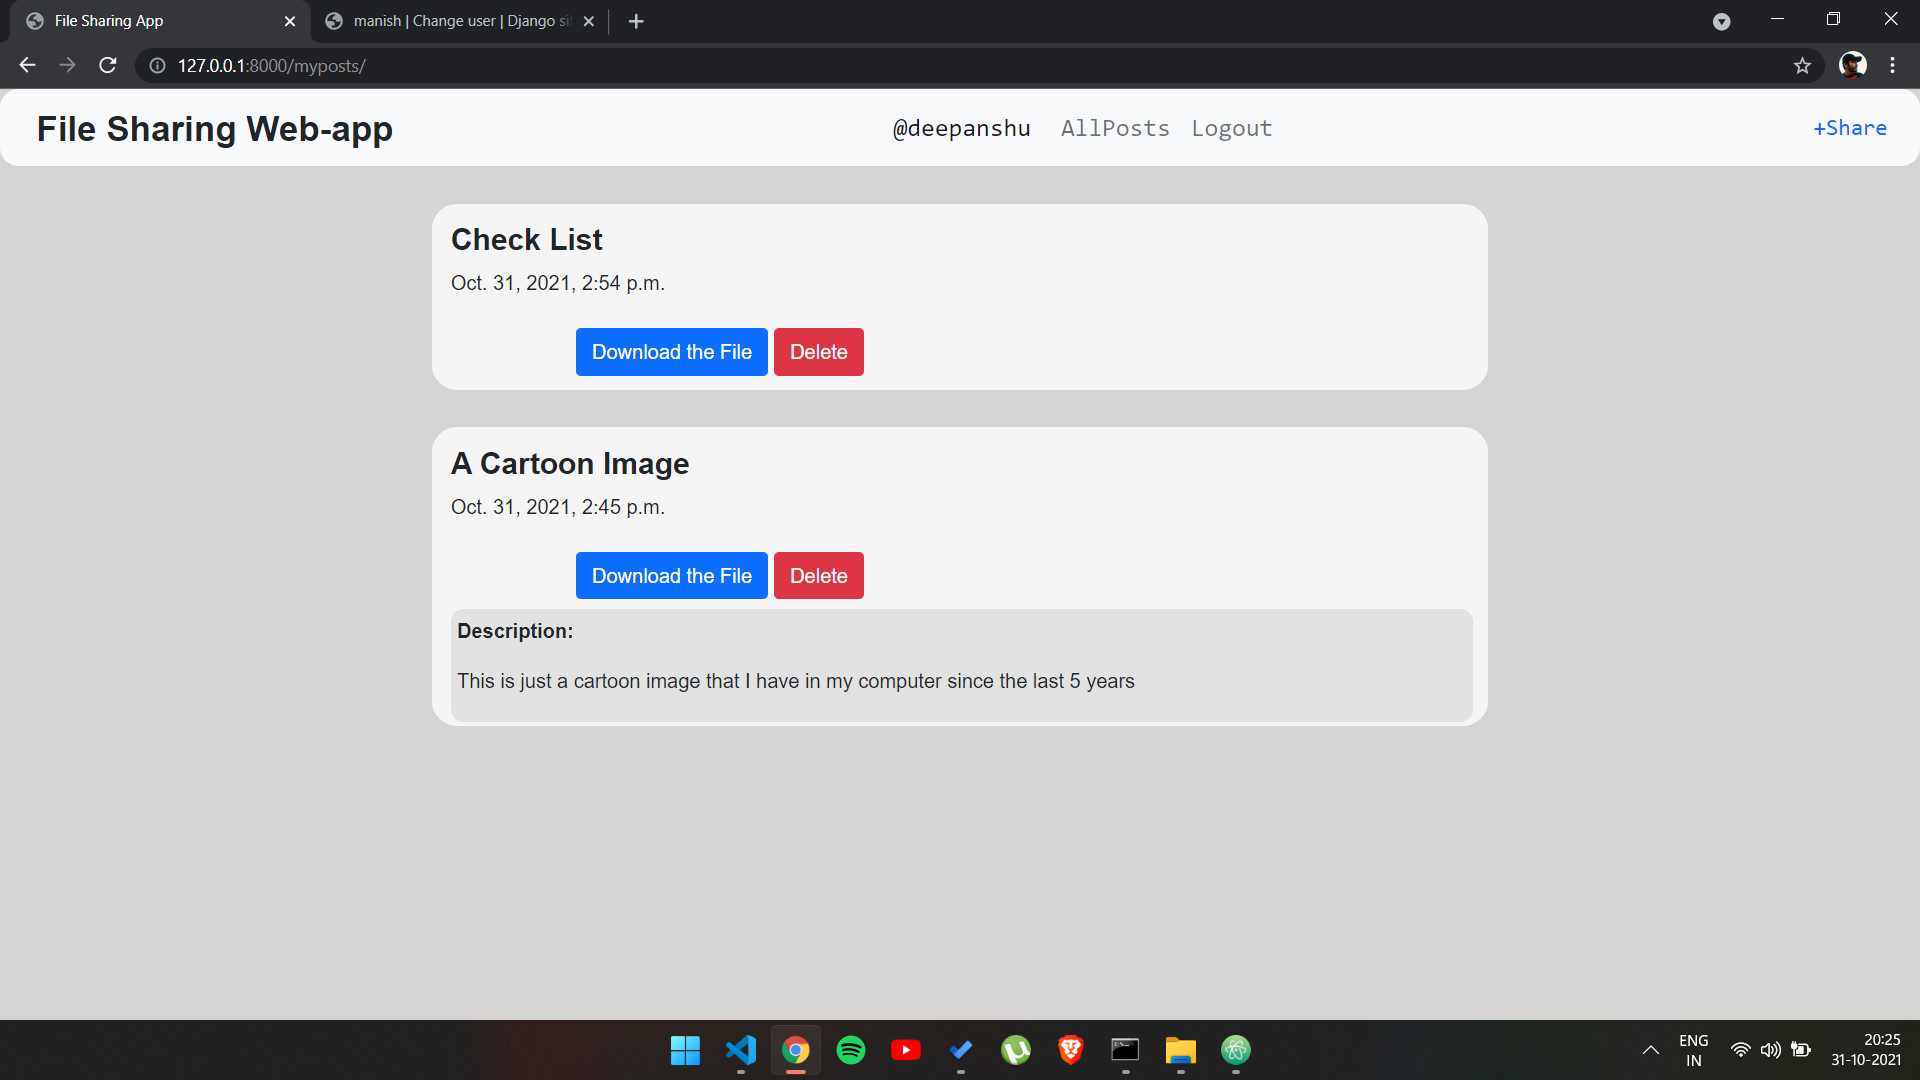 File Sharing App
manish | Change user | Django si
127.0.0.1:8000/myposts/
File Sharing Web-app
@deepanshu AllPosts Logout
+Share
Check List
Oct. 31, 2021, 2:54 p.m.
Download the File Delete
A Cartoon Image
Oct. 31, 2021, 2:45 p.m.
Download the File Delete
Description:
This is just a cartoon image that I have in my computer since the last 5 years
ENG
IN
20:25
31-10-2021